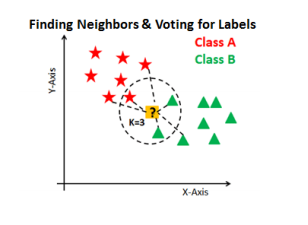 Finding Neighbors & Voting for Labels
Class A
Class B
Y-Axis
?
K=3
X-Axis